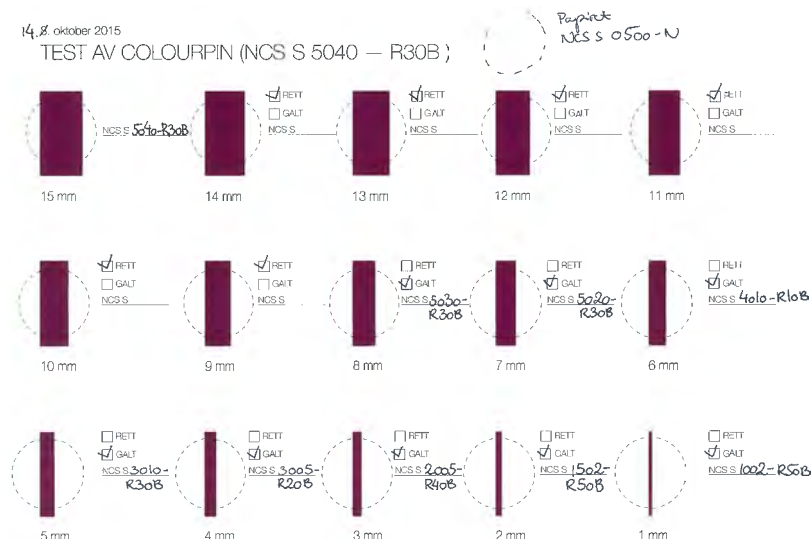 14.8. oktober 2015
Papiret
NCS S 0500-N
TEST AV COLOURPIN (NCS S 5040 — R30B )
NCS S 5040-R30B
15 mm
RETT
GALT
NCS S
14 mm
RETT
GALT
NCS S
13 mm
RETT
GALT
NCS S
12 mm
RETT
GALT
NCS S
11 mm
RETT
GALT
NCS S
10 mm
RETT
GALT
NCS S
9 mm
RETT
GALT
NCS S 5030-
R30B
8 mm
RETT
GALT
NCS S 5020-
R30B
7 mm
RETT
GALT
NCS S 4010-R10B
6 mm
RETT
GALT
NCS S 3010-
R30B
5 mm
RETT
GALT
NCS S 3005-
R20B
4 mm
RETT
GALT
NCS S 2005-
R40B
3 mm
RETT
GALT
NCS S 1502-
R50B
2 mm
RETT
GALT
NCS S 1002-R50B
1 mm